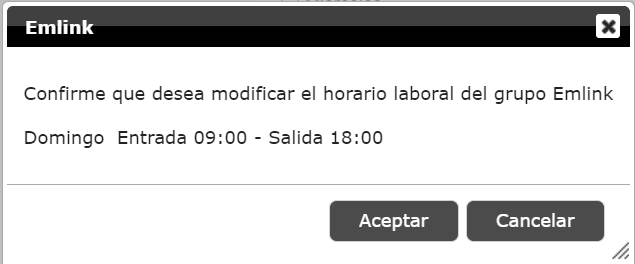 Emlink
Confirme que desea modificar el horario laboral del grupo Emlink
Domingo  Entrada 09:00 - Salida 18:00
Aceptar
Cancelar